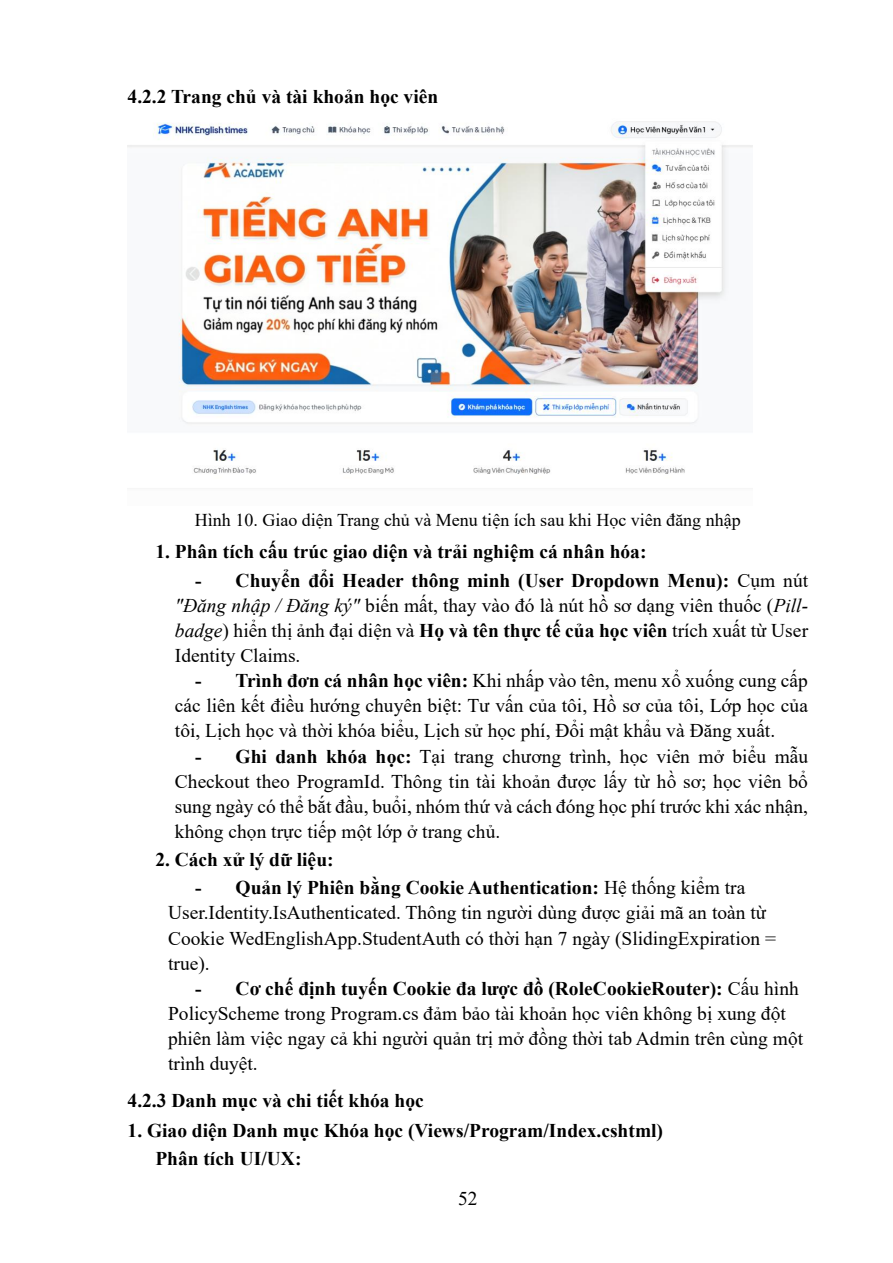 4.2.2 Trang chủ và tài khoản học viên
NHK English times Trang chủ Khóa học Thi xếp lớp Tư vấn & Liên hệ Học Viên Nguyễn Văn 1
TÀI KHOẢN HỌC VIÊN
Tư vấn của tôi
Hồ sơ của tôi
Lớp học của tôi
Lịch học & TKB
Lịch sử học phí
Đổi mật khẩu
Đăng xuất
ACADEMY
TIẾNG ANH
GIAO TIẾP
Tự tin nói tiếng Anh sau 3 tháng
Giảm ngay 20% học phí khi đăng ký nhóm
ĐĂNG KÝ NGAY
NHK English times Đăng ký khóa học theo lịch phù hợp Khám phá khóa học Thi xếp lớp miễn phí Nhắn tin tư vấn
16+ 15+ 4+ 15+
Chương Trình Đào Tạo Lớp Học Đang Mở Giảng Viên Chuyên Nghiệp Học Viên Đồng Hành
Hình 10. Giao diện Trang chủ và Menu tiện ích sau khi Học viên đăng nhập
1. Phân tích cấu trúc giao diện và trải nghiệm cá nhân hóa:
- Chuyển đổi Header thông minh (User Dropdown Menu): Cụm nút
"Đăng nhập / Đăng ký" biến mất, thay vào đó là nút hồ sơ dạng viên thuốc (Pill-
badge) hiển thị ảnh đại diện và Họ và tên thực tế của học viên trích xuất từ User
Identity Claims.
- Trình đơn cá nhân học viên: Khi nhấp vào tên, menu xổ xuống cung cấp
các liên kết điều hướng chuyên biệt: Tư vấn của tôi, Hồ sơ của tôi, Lớp học của
tôi, Lịch học và thời khóa biểu, Lịch sử học phí, Đổi mật khẩu và Đăng xuất.
- Ghi danh khóa học: Tại trang chương trình, học viên mở biểu mẫu
Checkout theo ProgramId. Thông tin tài khoản được lấy từ hồ sơ; học viên bổ
sung ngày có thể bắt đầu, buổi, nhóm thứ và cách đóng học phí trước khi xác nhận,
không chọn trực tiếp một lớp ở trang chủ.
2. Cách xử lý dữ liệu:
- Quản lý Phiên bằng Cookie Authentication: Hệ thống kiểm tra
User.Identity.IsAuthenticated. Thông tin người dùng được giải mã an toàn từ
Cookie WedEnglishApp.StudentAuth có thời hạn 7 ngày (SlidingExpiration =
true).
- Cơ chế định tuyến Cookie đa lược đồ (RoleCookieRouter): Cấu hình
PolicyScheme trong Program.cs đảm bảo tài khoản học viên không bị xung đột
phiên làm việc ngay cả khi người quản trị mở đồng thời tab Admin trên cùng một
trình duyệt.
4.2.3 Danh mục và chi tiết khóa học
1. Giao diện Danh mục Khóa học (Views/Program/Index.cshtml)
Phân tích UI/UX:
52